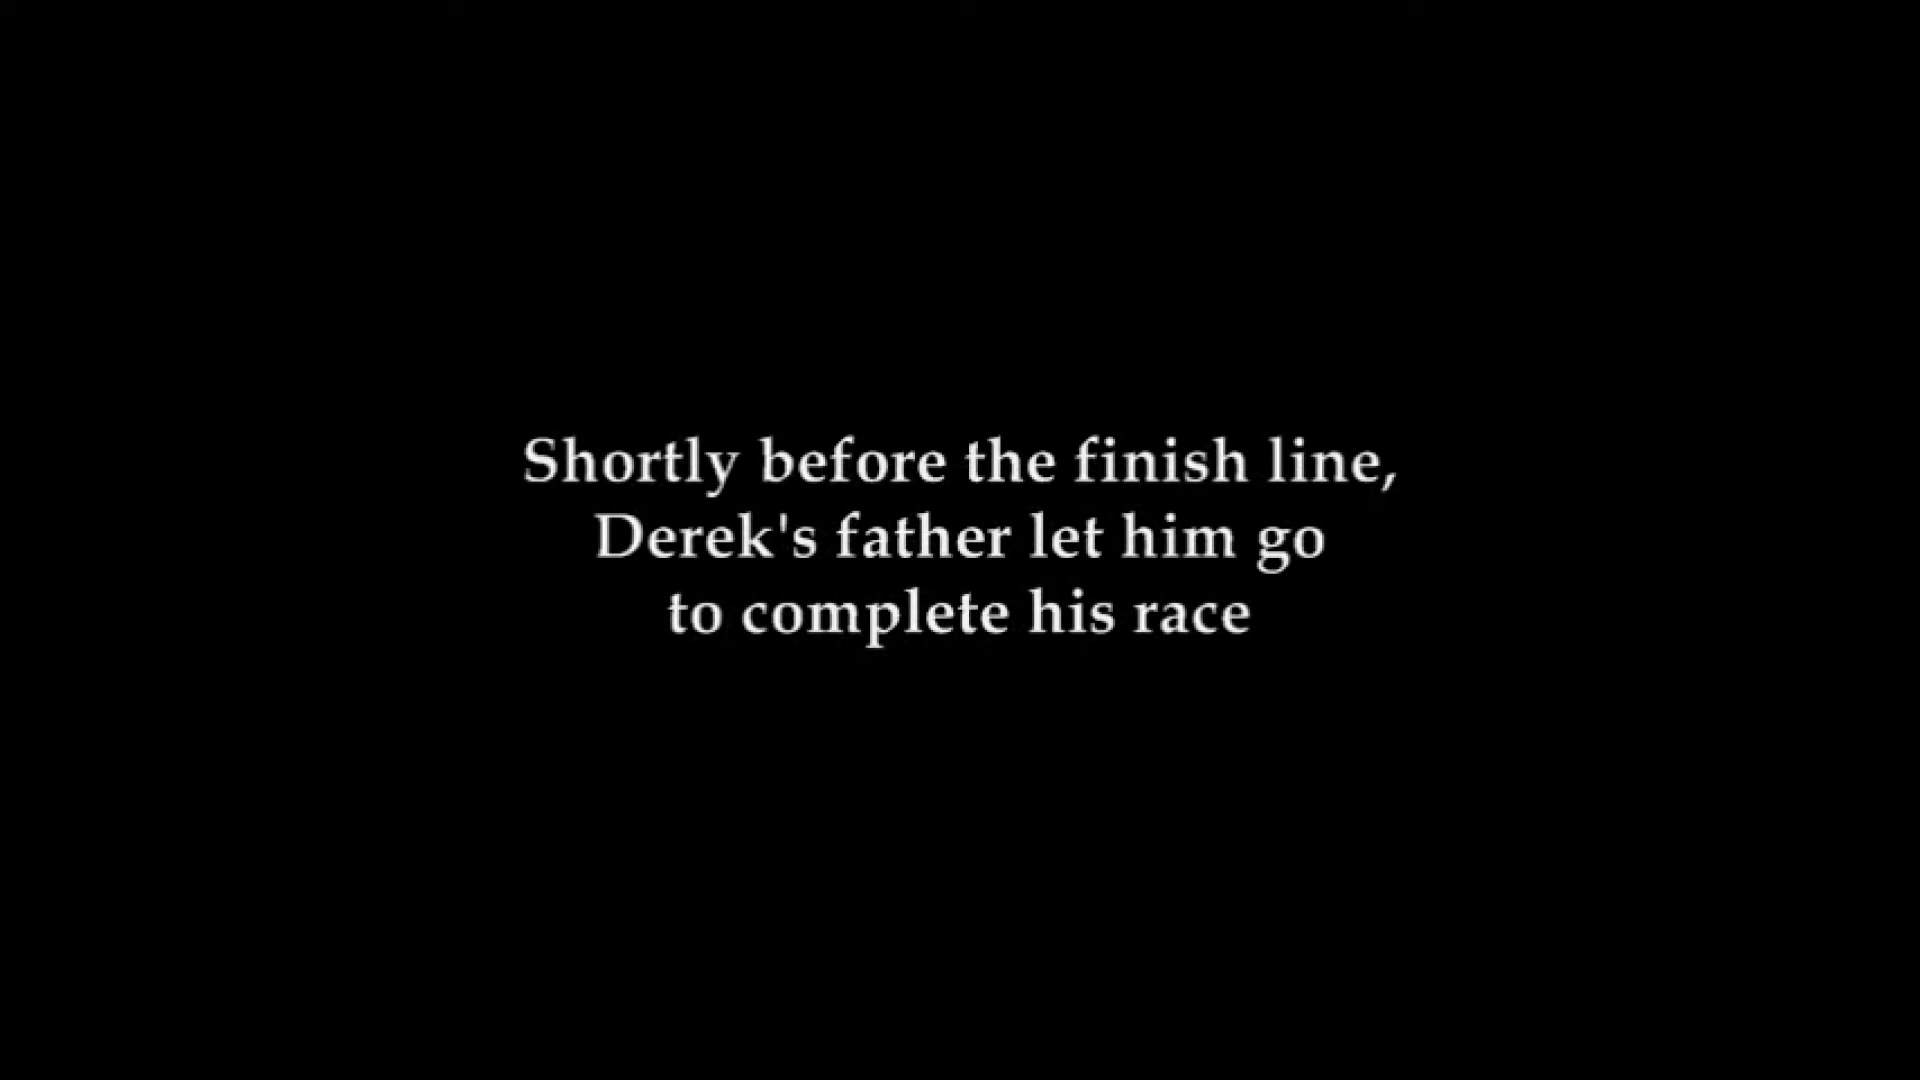 Shortly before the finish line,
Derek's father let him go
to complete his race